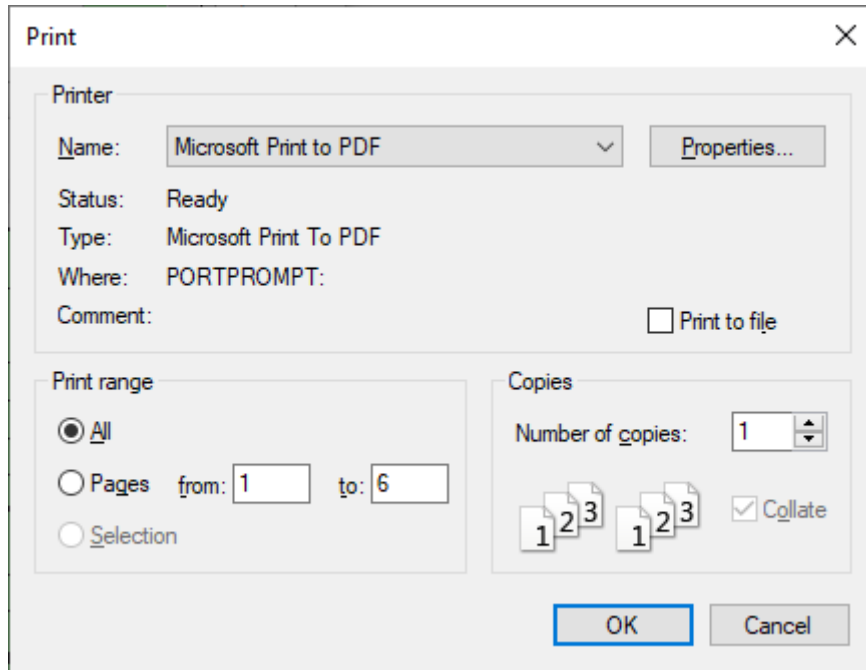 Print
Printer
Name: Microsoft Print to PDF Properties...
Status: Ready
Type: Microsoft Print To PDF
Where: PORTPROMPT:
Comment: Print to file
Print range
All
Pages from: 1 to: 6
Selection
Copies
Number of copies: 1
1 2 3 1 2 3 Collate
OK Cancel